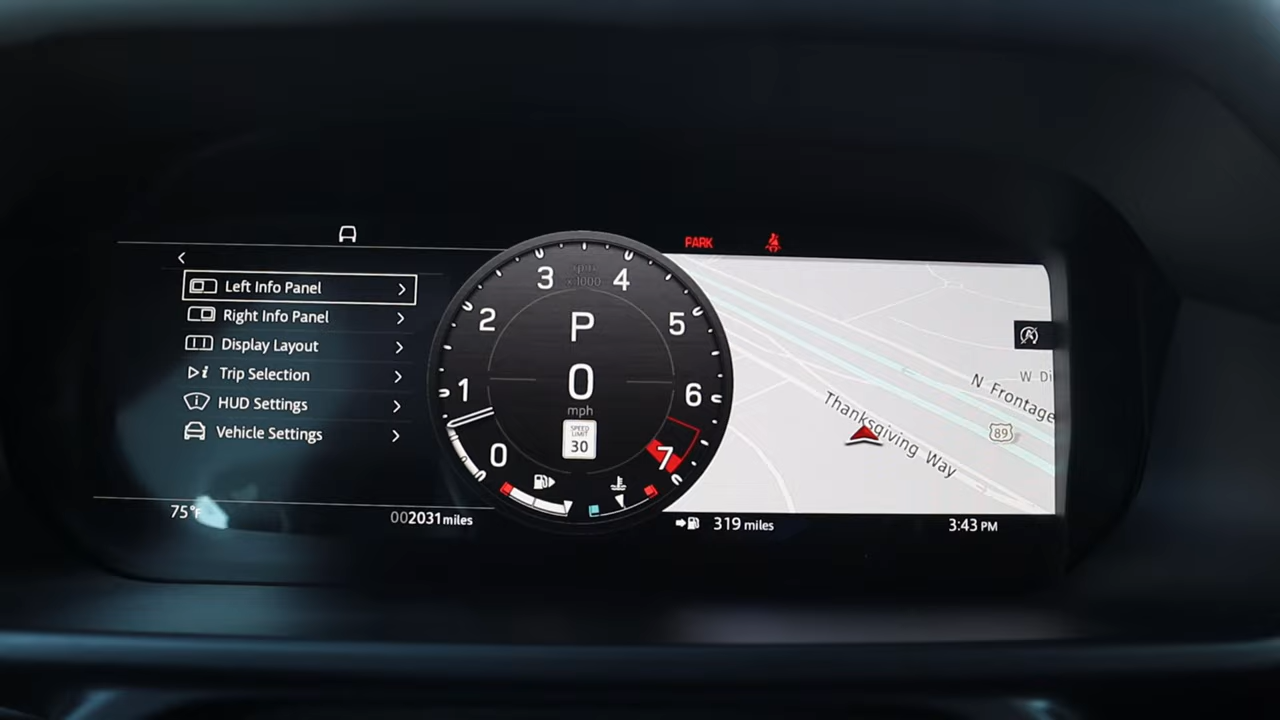 PARK
Left Info Panel
Right Info Panel
Display Layout
Trip Selection
HUD Settings
Vehicle Settings
75°F
002031 miles
0
1
2
3
4
5
6
7
x1000
P
0
mph
SPEED
LIMIT
30
Thanksgiving Way
N Frontage
W Di
89
A
319 miles
3:43 PM